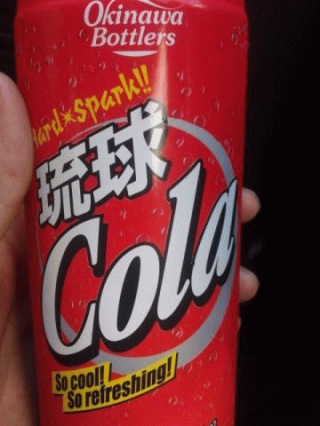 Okinawa
Bottlers
Hard*Spark!!
琉球
Cola
So cool!
So refreshing!